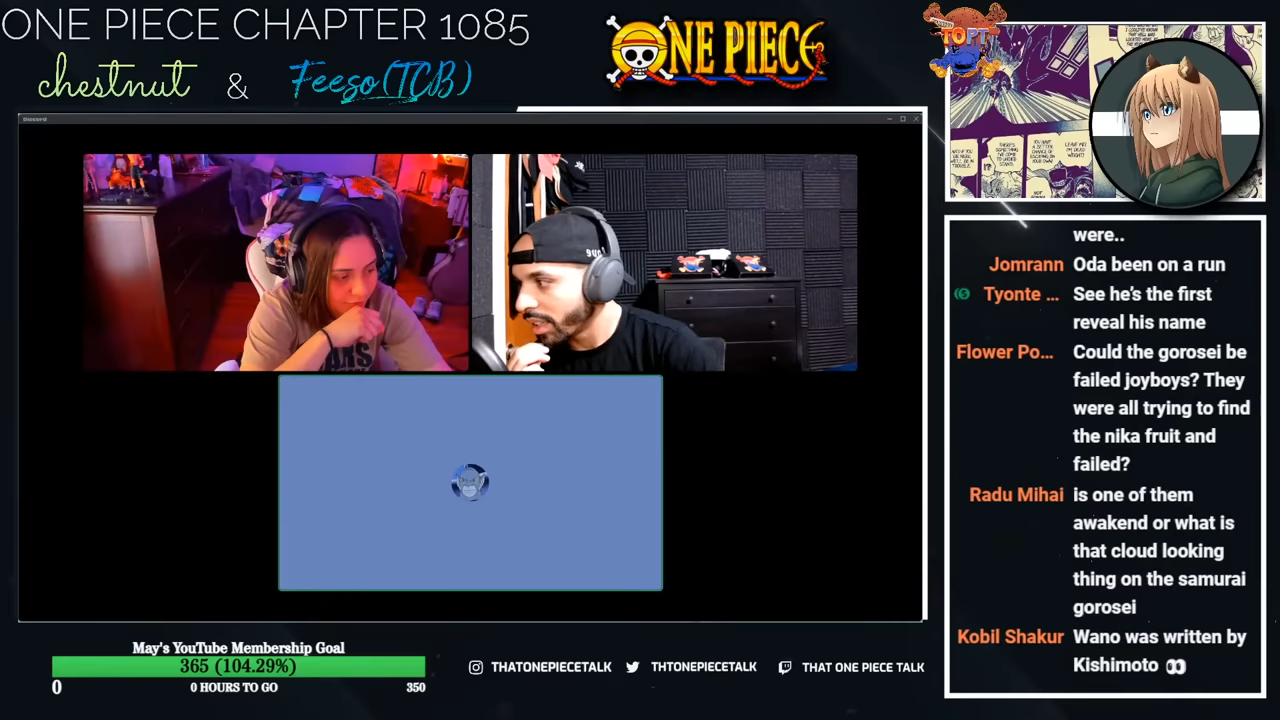 ONE PIECE CHAPTER 1085
chestnut & Feeso(TCB)
ONE PIECE
TOPT
Discord
were..
Jomrann Oda been on a run
Tyonte ... See he's the first
reveal his name
Flower Po... Could the gorosei be
failed joyboys? They
were all trying to find
the nika fruit and
failed?
Radu Mihai is one of them
awakend or what is
that cloud looking
thing on the samurai
gorosei
Kobil Shakur Wano was written by
Kishimoto 👀
May's YouTube Membership Goal
365 (104.29%)
0 0 HOURS TO GO 350
THATONEPIECETALK THTONEPIECETALK THAT ONE PIECE TALK